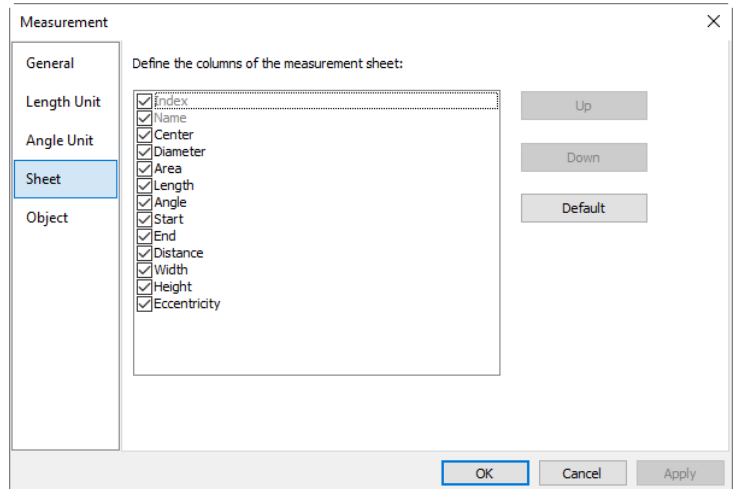 Measurement
General
Length Unit
Angle Unit
Sheet
Object
Define the columns of the measurement sheet:
Index
Name
Center
Diameter
Area
Length
Angle
Start
End
Distance
Width
Height
Eccentricity
Up
Down
Default
OK
Cancel
Apply